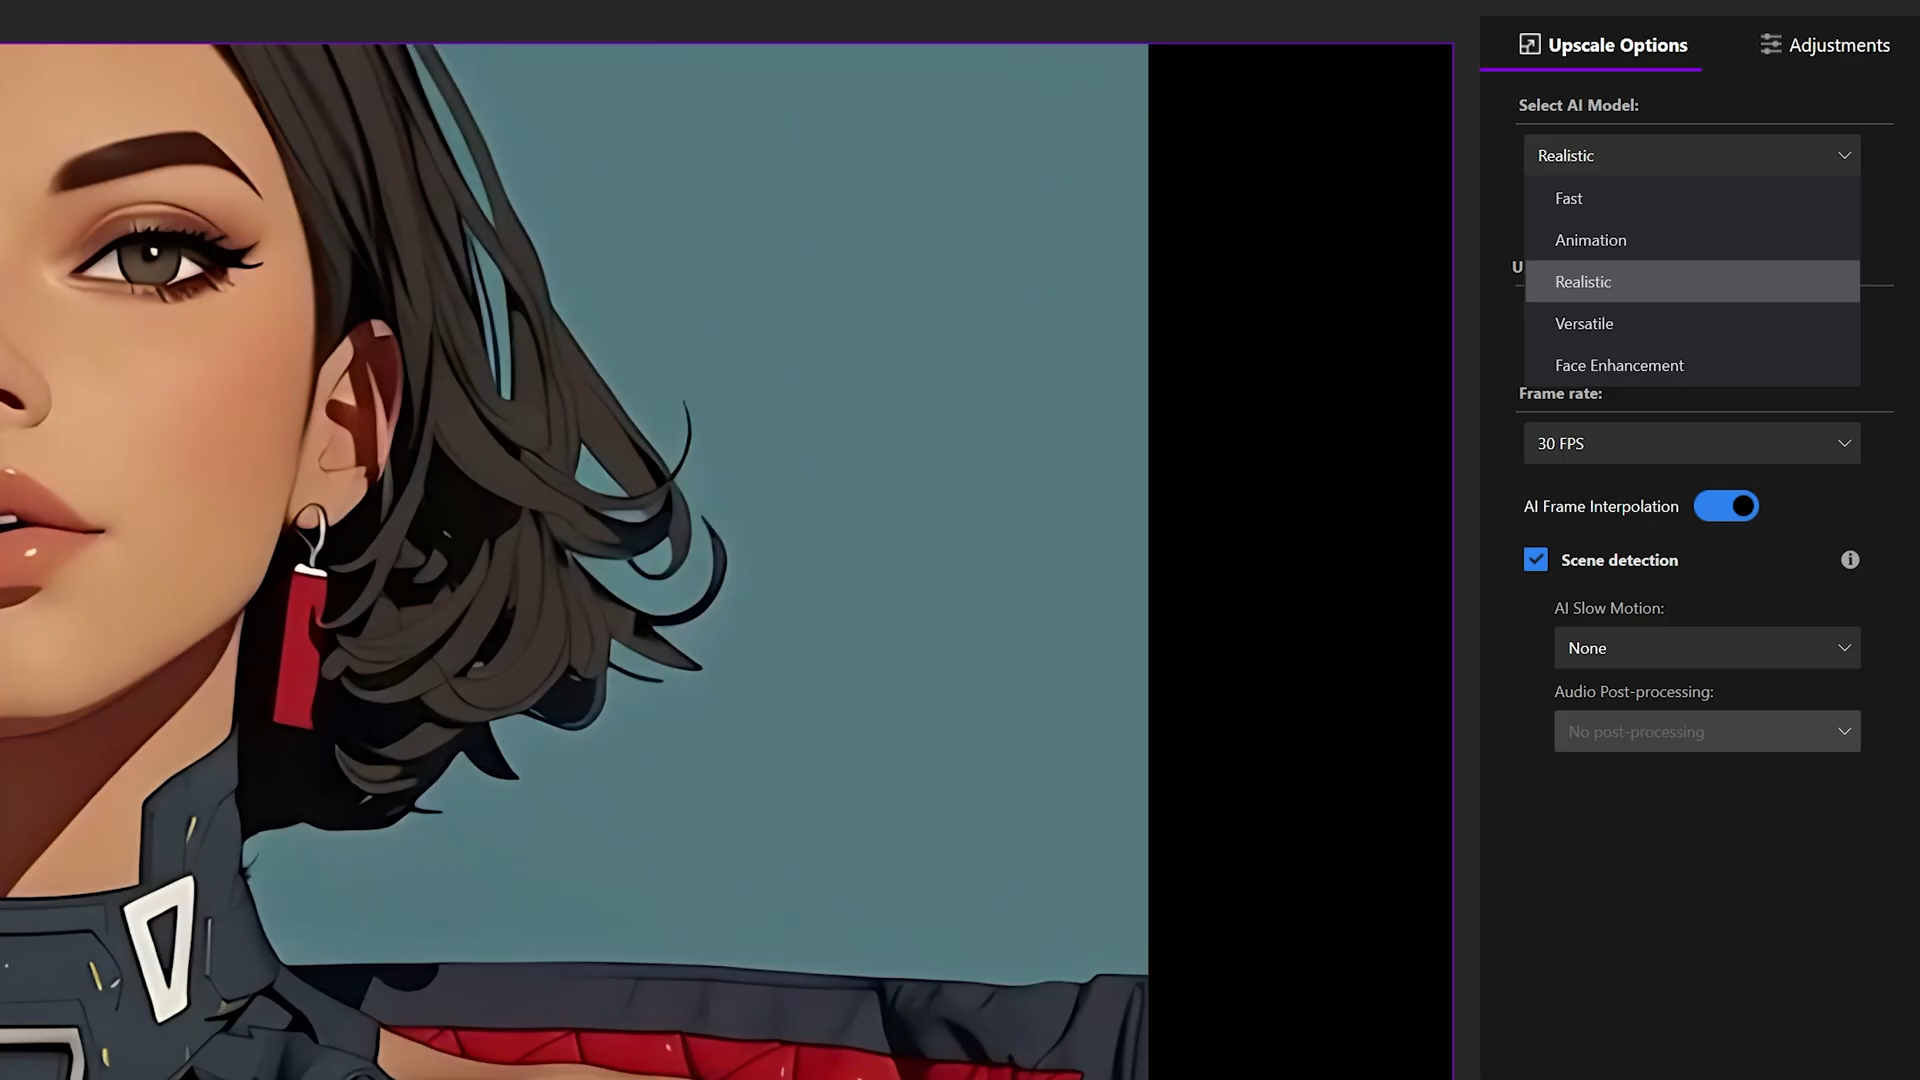 Upscale Options
Adjustments
Select AI Model:
Realistic
Fast
Animation
U
Realistic
Versatile
Face Enhancement
Frame rate:
30 FPS
AI Frame Interpolation
Scene detection
AI Slow Motion:
None
Audio Post-processing:
No post-processing